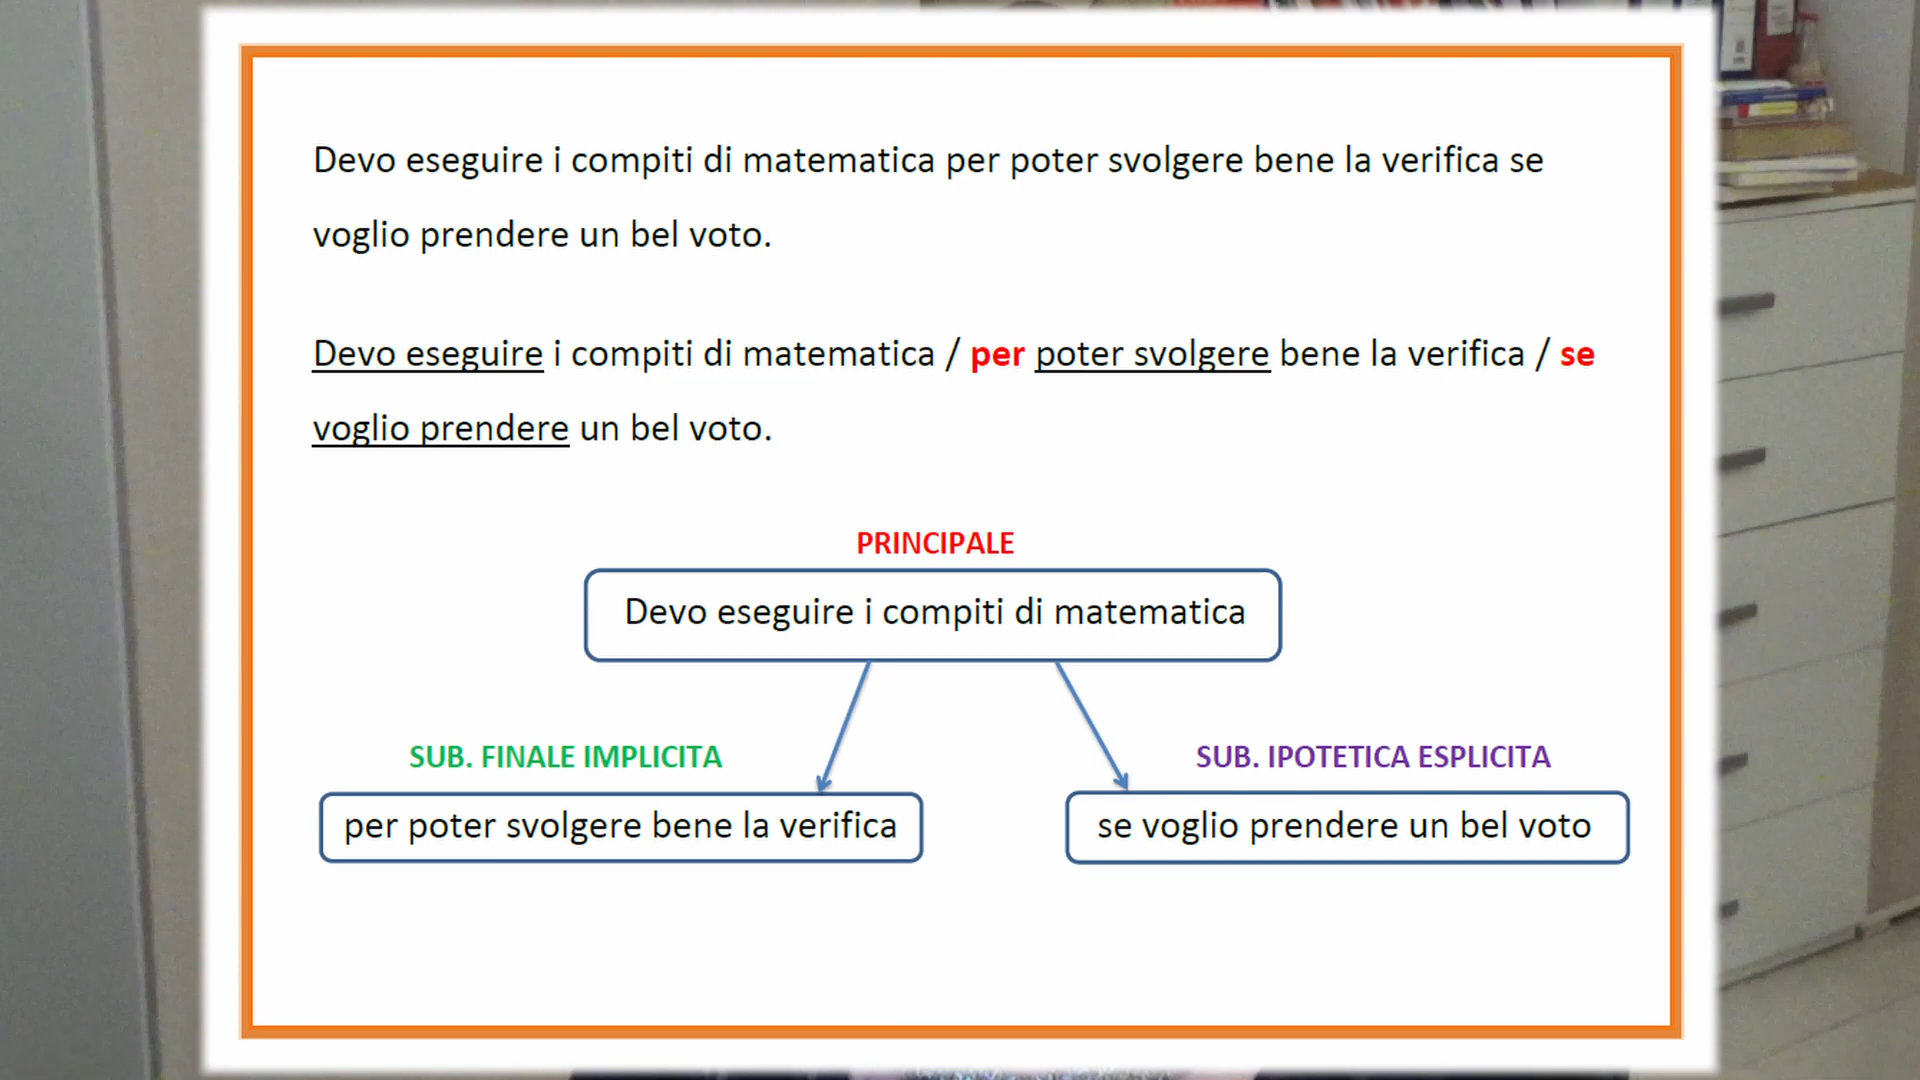 Devo eseguire i compiti di matematica per poter svolgere bene la verifica se
voglio prendere un bel voto.
Devo eseguire i compiti di matematica / per poter svolgere bene la verifica / se
voglio prendere un bel voto.
PRINCIPALE
Devo eseguire i compiti di matematica
SUB. FINALE IMPLICITA
SUB. IPOTETICA ESPLICITA
per poter svolgere bene la verifica
se voglio prendere un bel voto